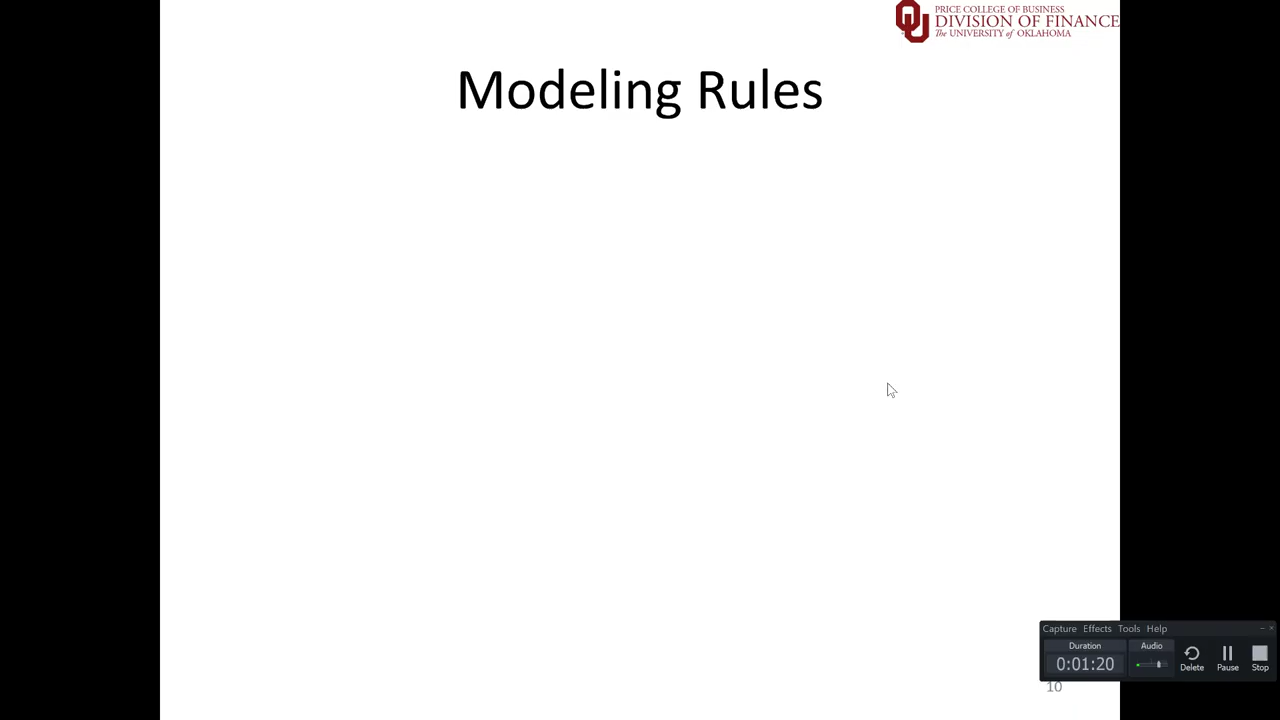 PRICE COLLEGE OF BUSINESS
DIVISION OF FINANCE
The UNIVERSITY of OKLAHOMA
Modeling Rules
Capture Effects Tools Help
Duration Audio
0:01:20 Delete Pause Stop
10